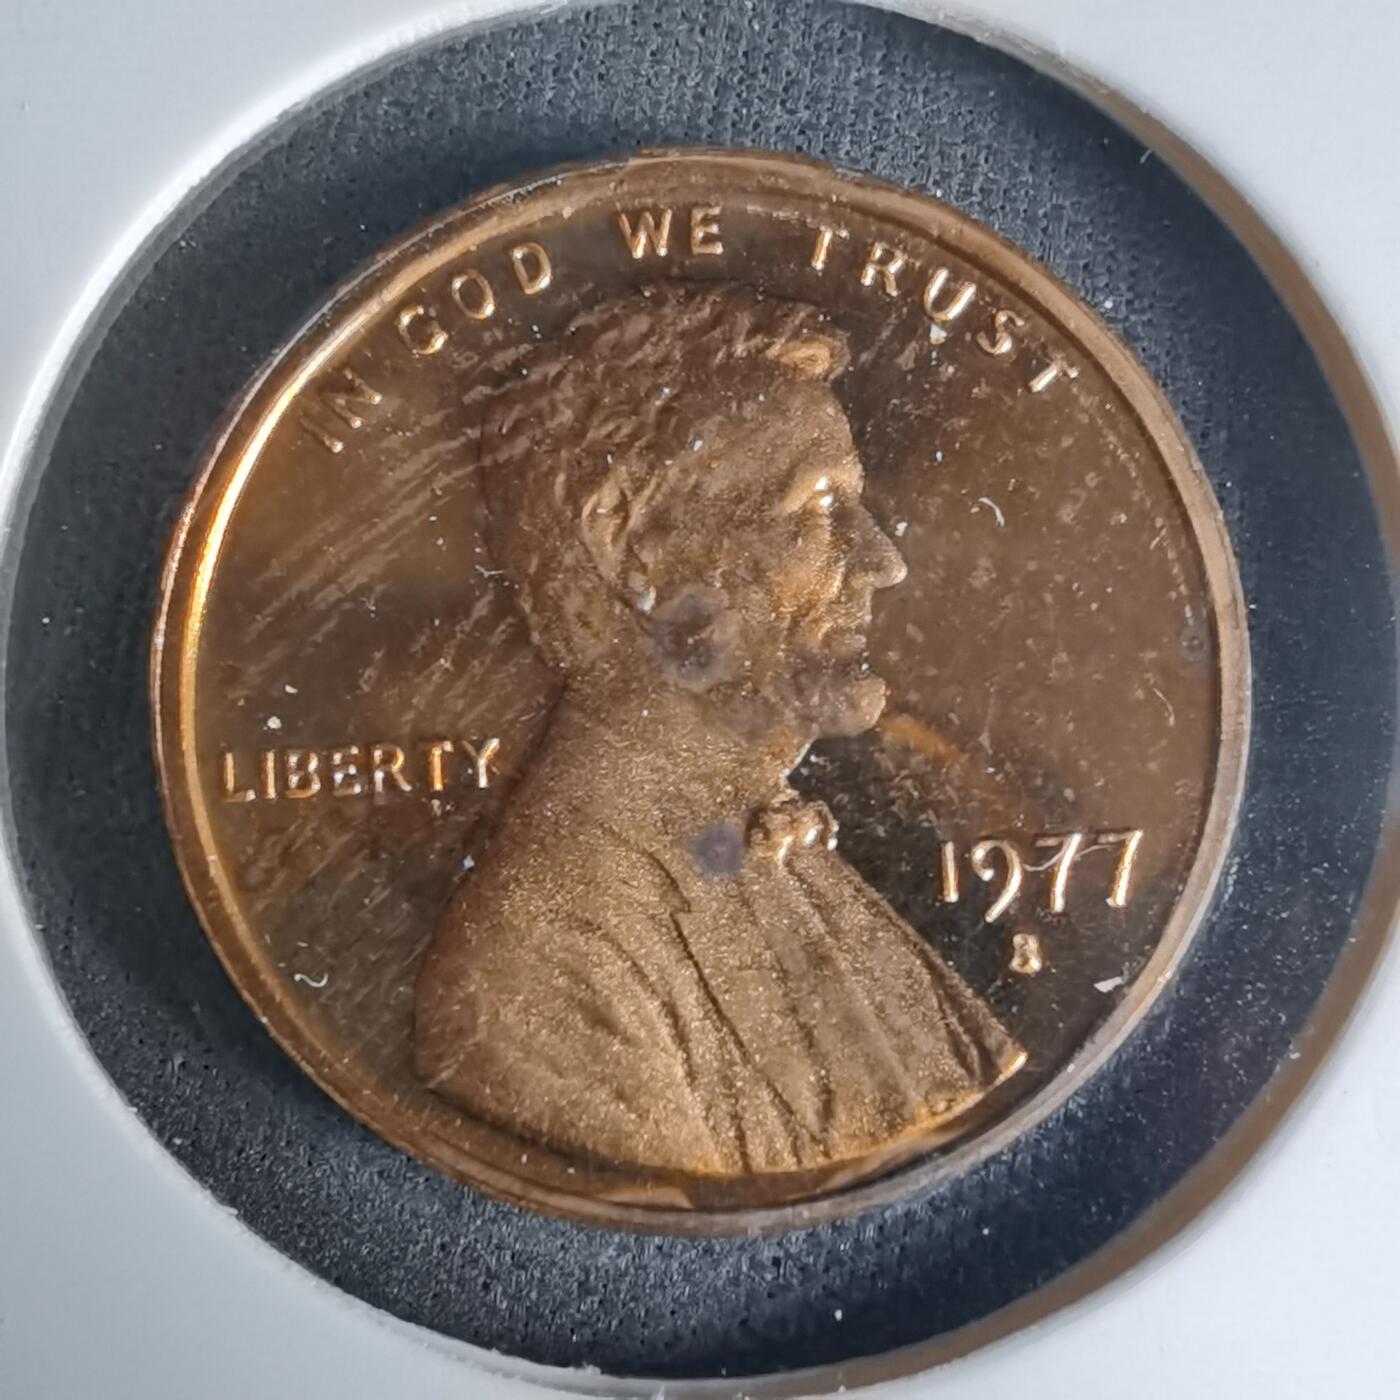 IN GOD WE TRUST
LIBERTY
1977
S